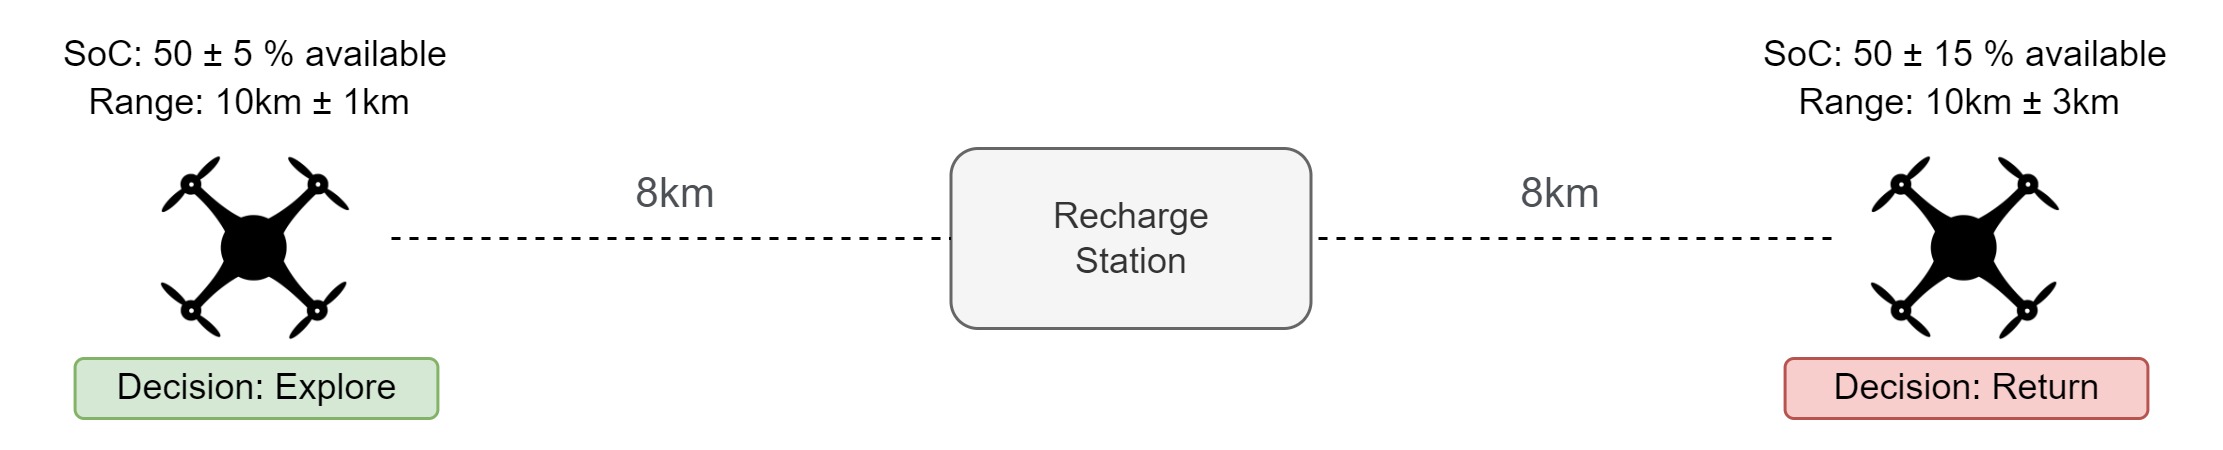 SoC: 50 ± 5 % available
Range: 10km ± 1km
SoC: 50 ± 15 % available
Range: 10km ± 3km
8km
Recharge
Station
8km
Decision: Explore
Decision: Return